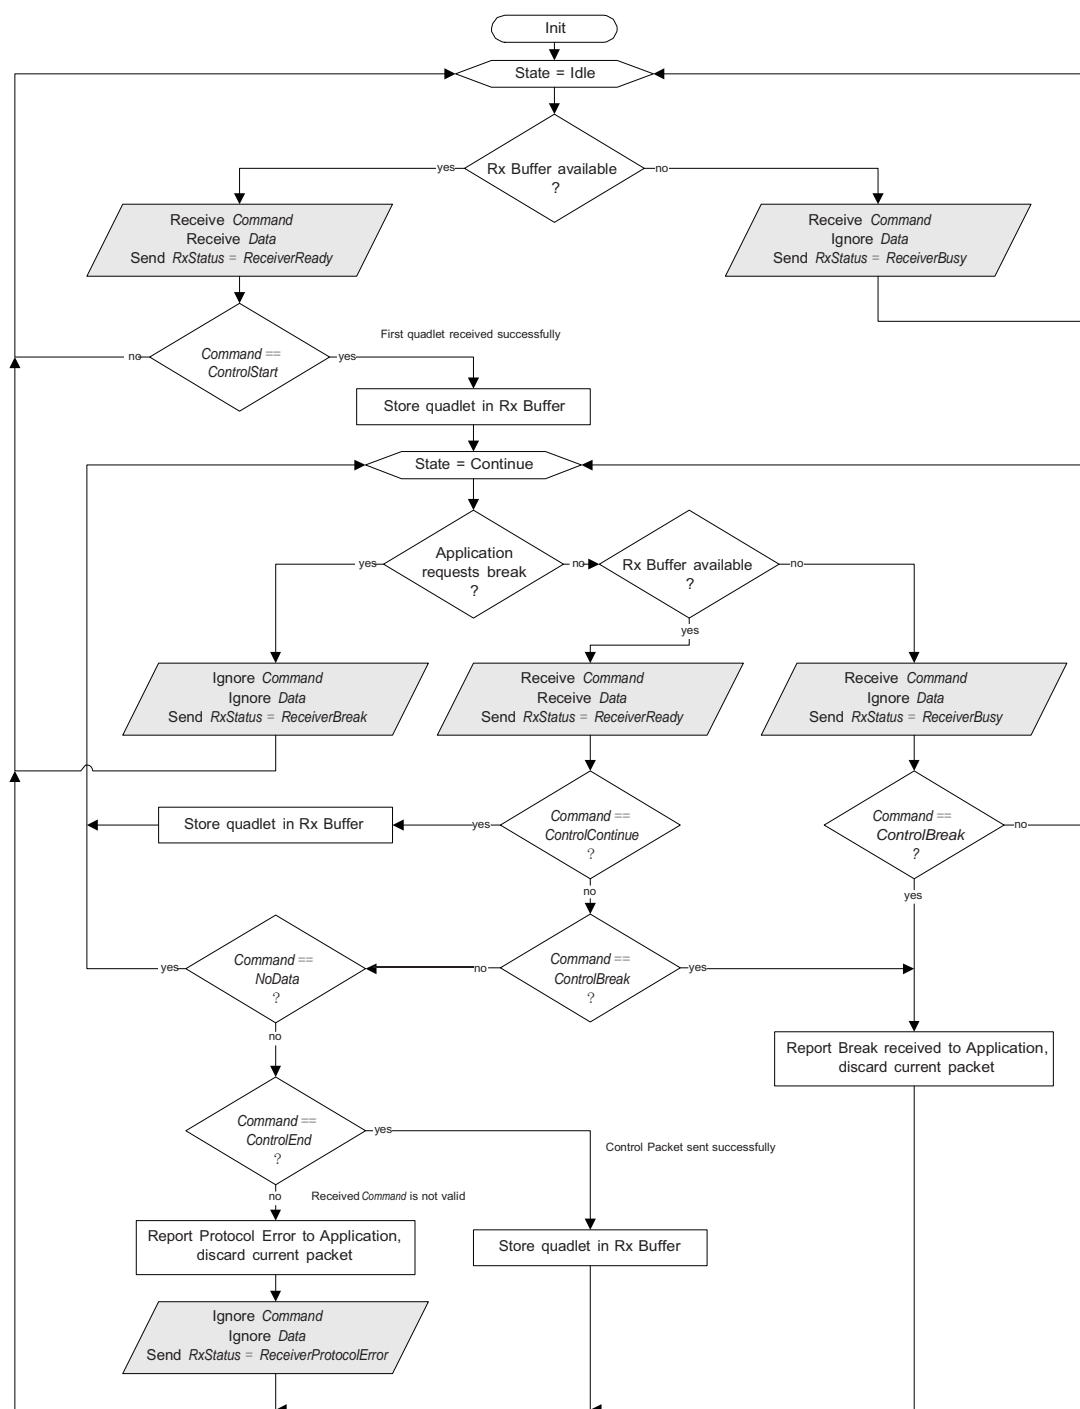 Init
State = Idle
Rx Buffer available
?
yes
no
Receive Command
Receive Data
Send RxStatus = ReceiverReady
Receive Command
Ignore Data
Send RxStatus = ReceiverBusy
First quadlet received successfully
Command ==
ControlStart
no
yes
Store quadlet in Rx Buffer
State = Continue
Application
requests break
?
yes
no
Rx Buffer available
?
no
yes
Ignore Command
Ignore Data
Send RxStatus = ReceiverBreak
Receive Command
Receive Data
Send RxStatus = ReceiverReady
Receive Command
Ignore Data
Send RxStatus = ReceiverBusy
Store quadlet in Rx Buffer
yes
Command ==
ControlContinue
?
no
Command ==
ControlBreak
?
no
yes
yes
Command ==
NoData
?
no
no
Command ==
ControlBreak
?
yes
Report Break received to Application,
discard current packet
Command ==
ControlEnd
?
yes
Control Packet sent successfully
no
Received Command is not valid
Report Protocol Error to Application,
discard current packet
Store quadlet in Rx Buffer
Ignore Command
Ignore Data
Send RxStatus = ReceiverProtocolError